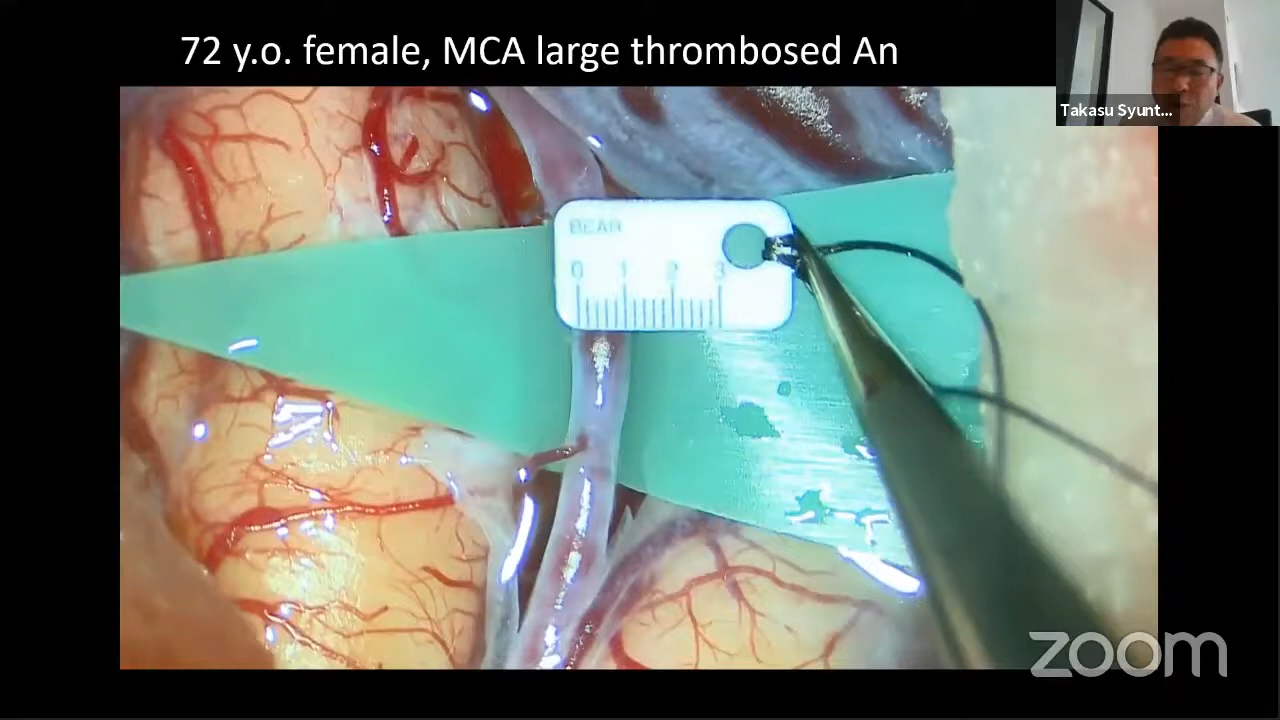 72 y.o. female, MCA large thrombosed An
Takasu Syunt...
BEAR
0 1 2 3
zoom